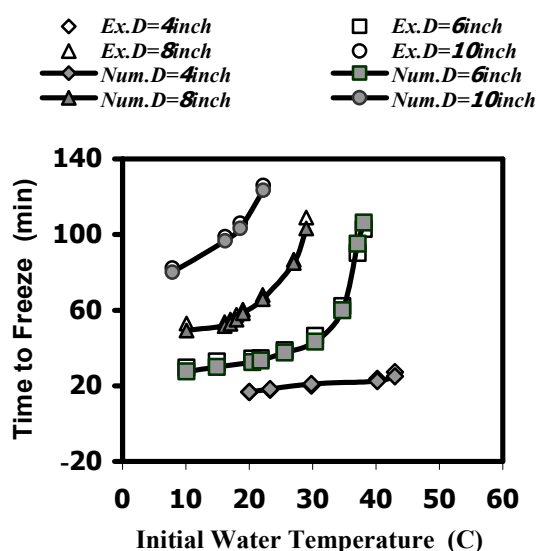 Ex.D=4inch Ex.D=6inch
Ex.D=8inch Ex.D=10inch
Num.D=4inch Num.D=6inch
Num.D=8inch Num.D=10inch
140
100
60
20
-20
Time to Freeze (min)
0 10 20 30 40 50 60
Initial Water Temperature (C)